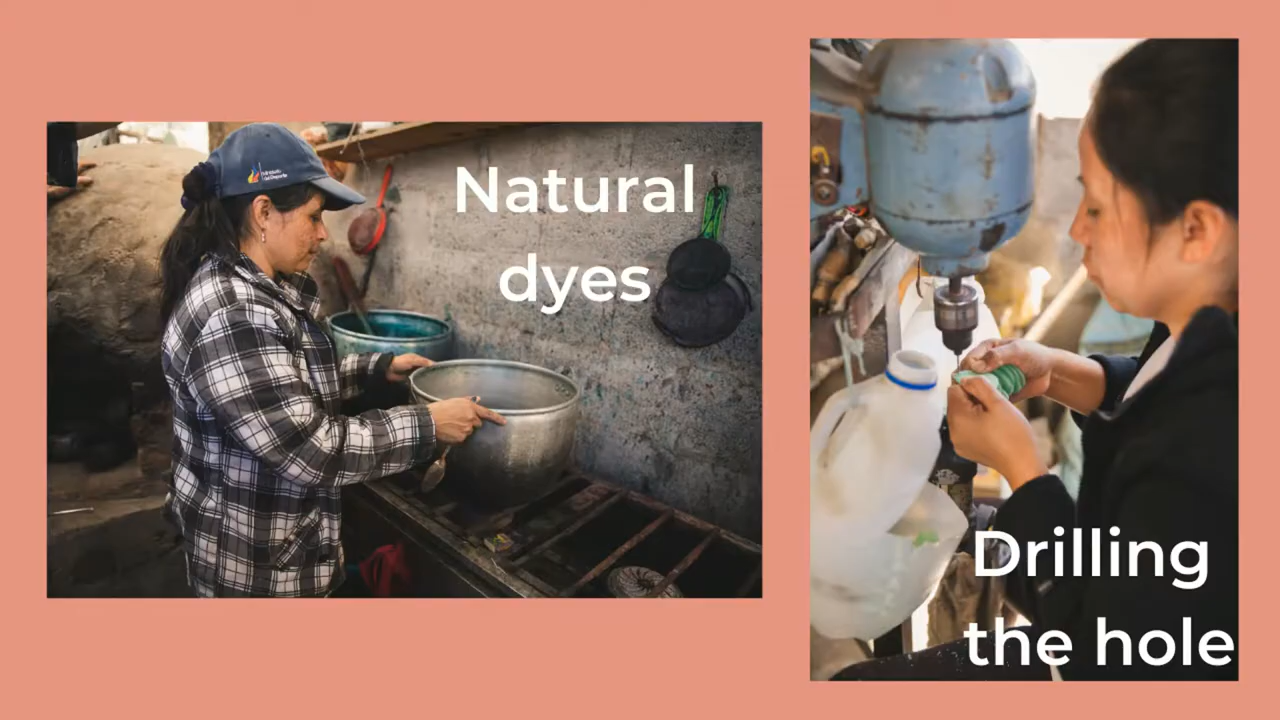 Natural
dyes
Drilling
the hole